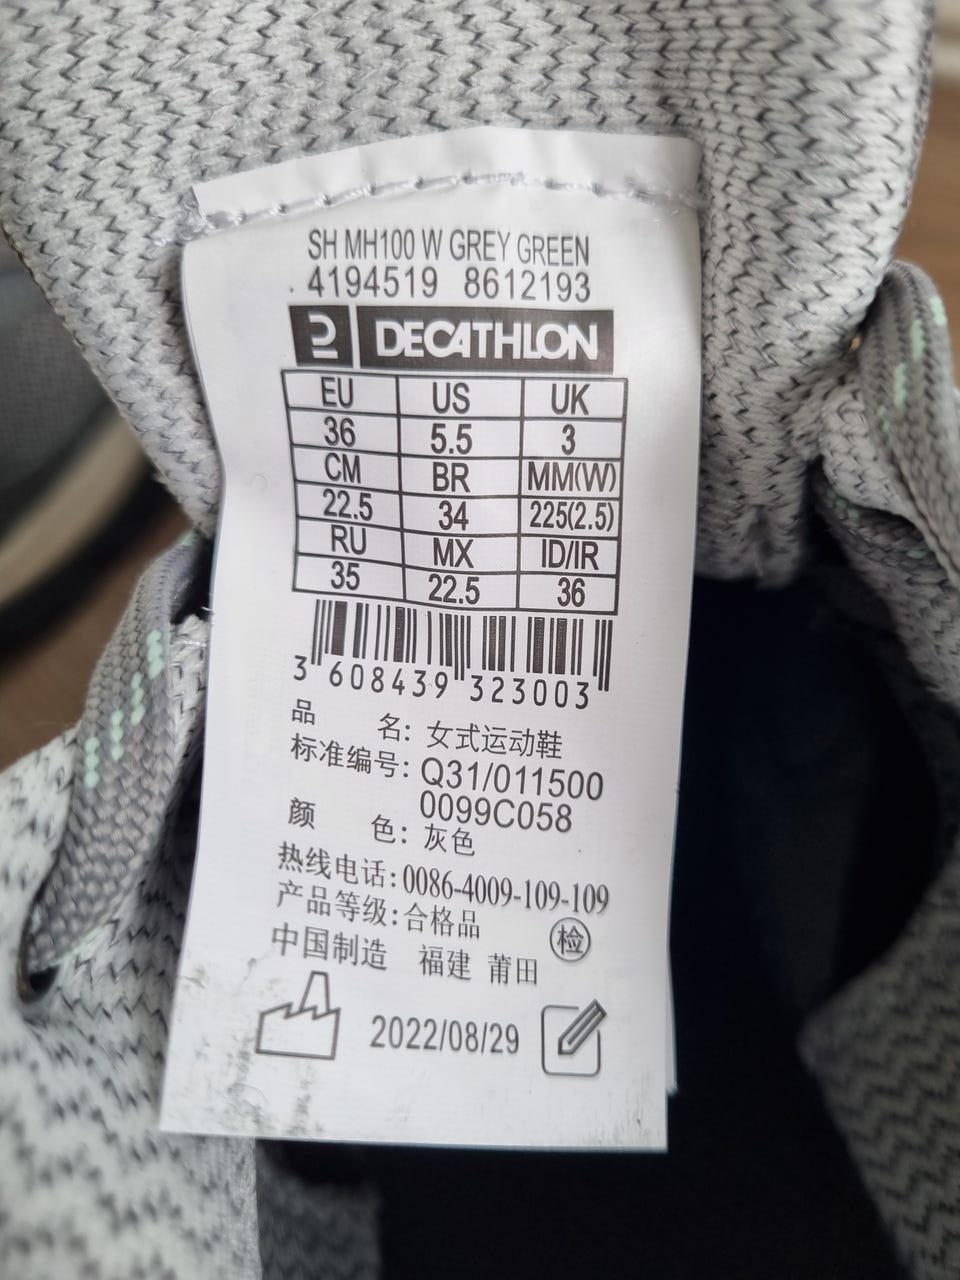 SH MH100 W GREY GREEN
4194519 8612193
DECATHLON
EU US UK
36 5.5 3
CM BR MM(W)
22.5 34 225(2.5)
RU MX ID/IR
35 22.5 36
3 608439 323003
品 名: 女式运动鞋
标准编号: Q31/011500
0099C058
颜 色: 灰色
热线电话: 0086-4009-109-109
产品等级: 合格品
检
中国制造 福建 莆田
2022/08/29